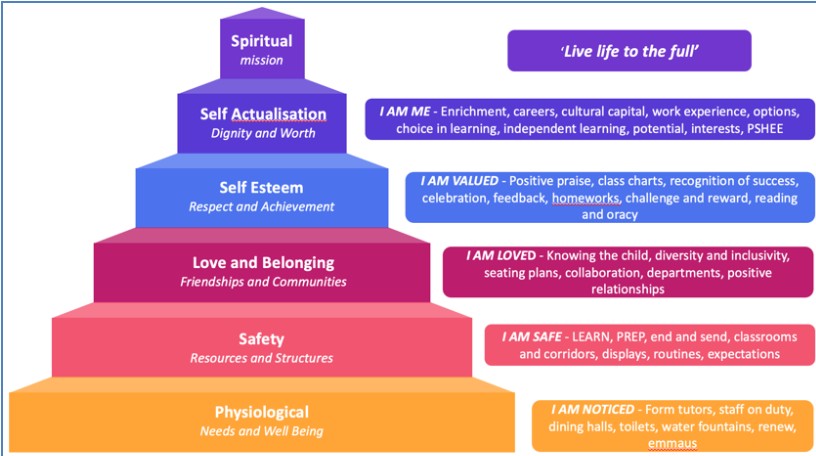 Spiritual
mission
'Live life to the full'
Self Actualisation
Dignity and Worth
I AM ME - Enrichment, careers, cultural capital, work experience, options,
choice in learning, independent learning, potential, interests, PSHEE
Self Esteem
Respect and Achievement
I AM VALUED - Positive praise, class charts, recognition of success,
celebration, feedback, homeworks, challenge and reward, reading
and oracy
Love and Belonging
Friendships and Communities
I AM LOVED - Knowing the child, diversity and inclusivity,
seating plans, collaboration, departments, positive
relationships
Safety
Resources and Structures
I AM SAFE - LEARN, PREP, end and send, classrooms
and corridors, displays, routines, expectations
Physiological
Needs and Well Being
I AM NOTICED - Form tutors, staff on duty,
dining halls, toilets, water fountains, renew,
emmaus